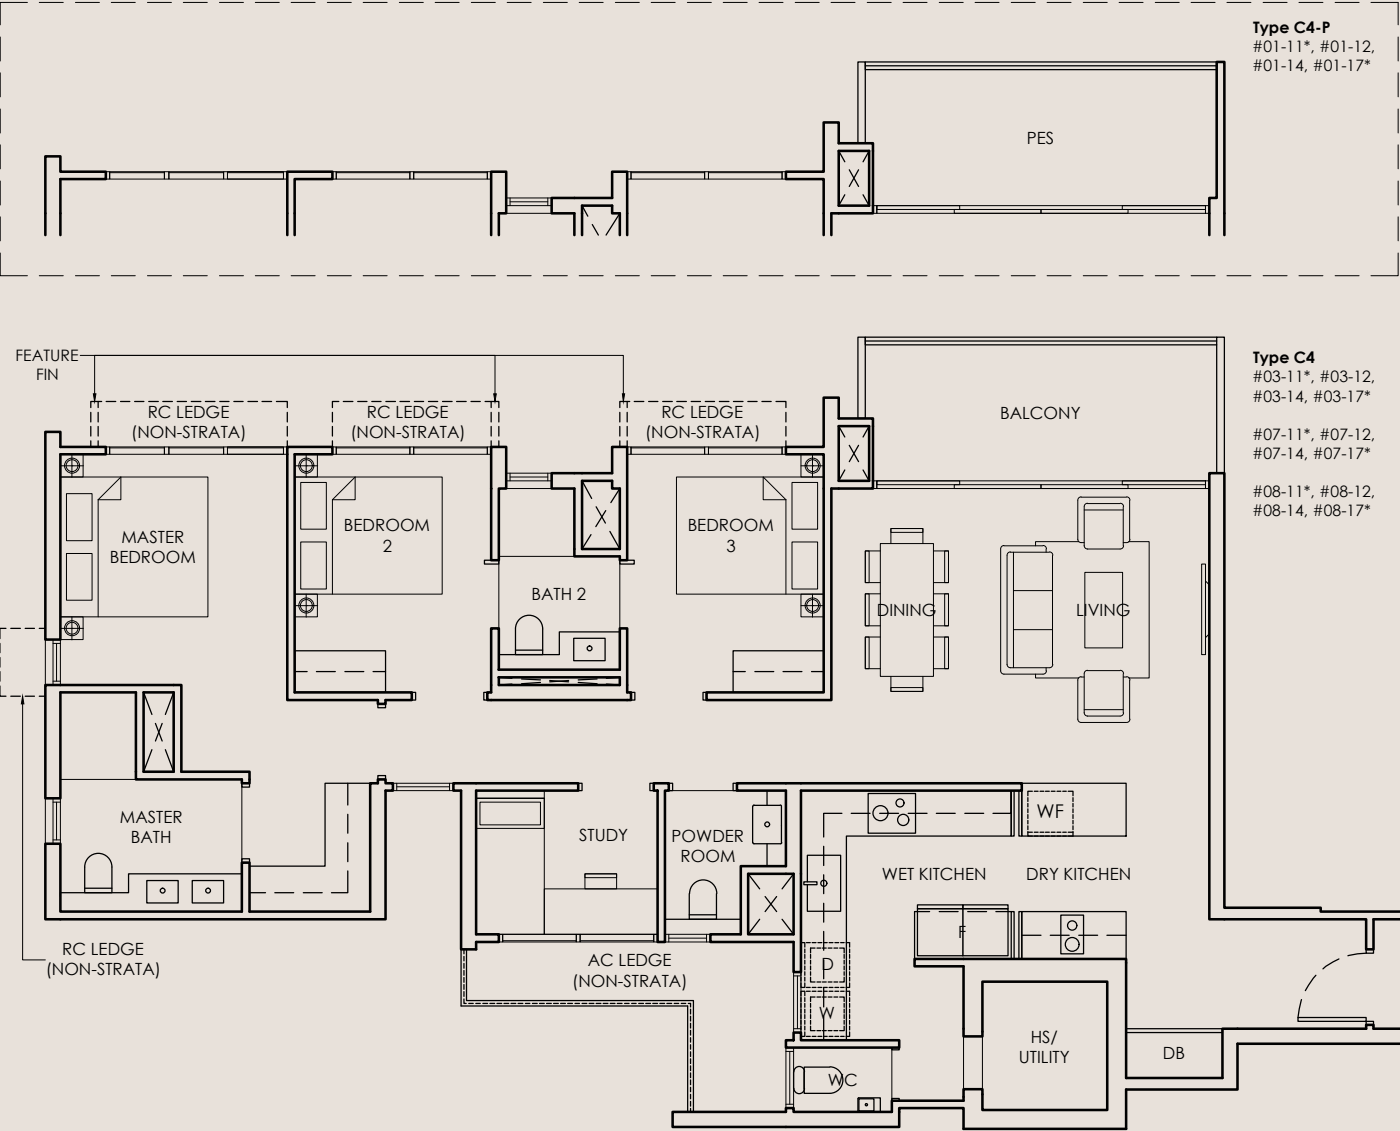 Type C4-P
#01-11*, #01-12,
#01-14, #01-17*
PES
FEATURE
FIN
RC LEDGE
(NON-STRATA)
RC LEDGE
(NON-STRATA)
RC LEDGE
(NON-STRATA)
BALCONY
Type C4
#03-11*, #03-12,
#03-14, #03-17*
#07-11*, #07-12,
#07-14, #07-17*
#08-11*, #08-12,
#08-14, #08-17*
MASTER
BEDROOM
BEDROOM
2
BATH 2
BEDROOM
3
DINING
LIVING
MASTER
BATH
STUDY
POWDER
ROOM
WF
WET KITCHEN
DRY KITCHEN
F
RC LEDGE
(NON-STRATA)
AC LEDGE
(NON-STRATA)
D
W
HS/
UTILITY
DB
WC